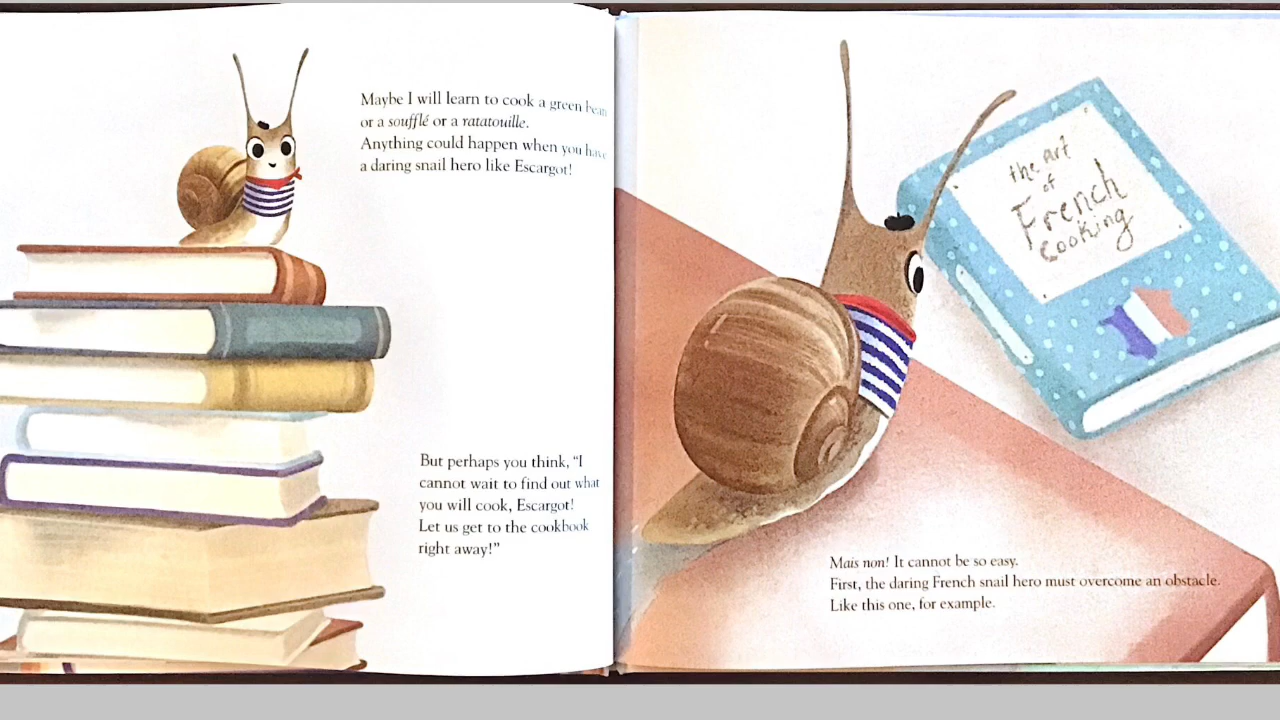 Maybe I will learn to cook a green bean
or a soufflé or a ratatouille.
Anything could happen when you have
a daring snail hero like Escargot!
But perhaps you think, “I
cannot wait to find out what
you will cook, Escargot!
Let us get to the cookbook
right away!”
the art
of
French
cooking
Mais non! It cannot be so easy.
First, the daring French snail hero must overcome an obstacle.
Like this one, for example.